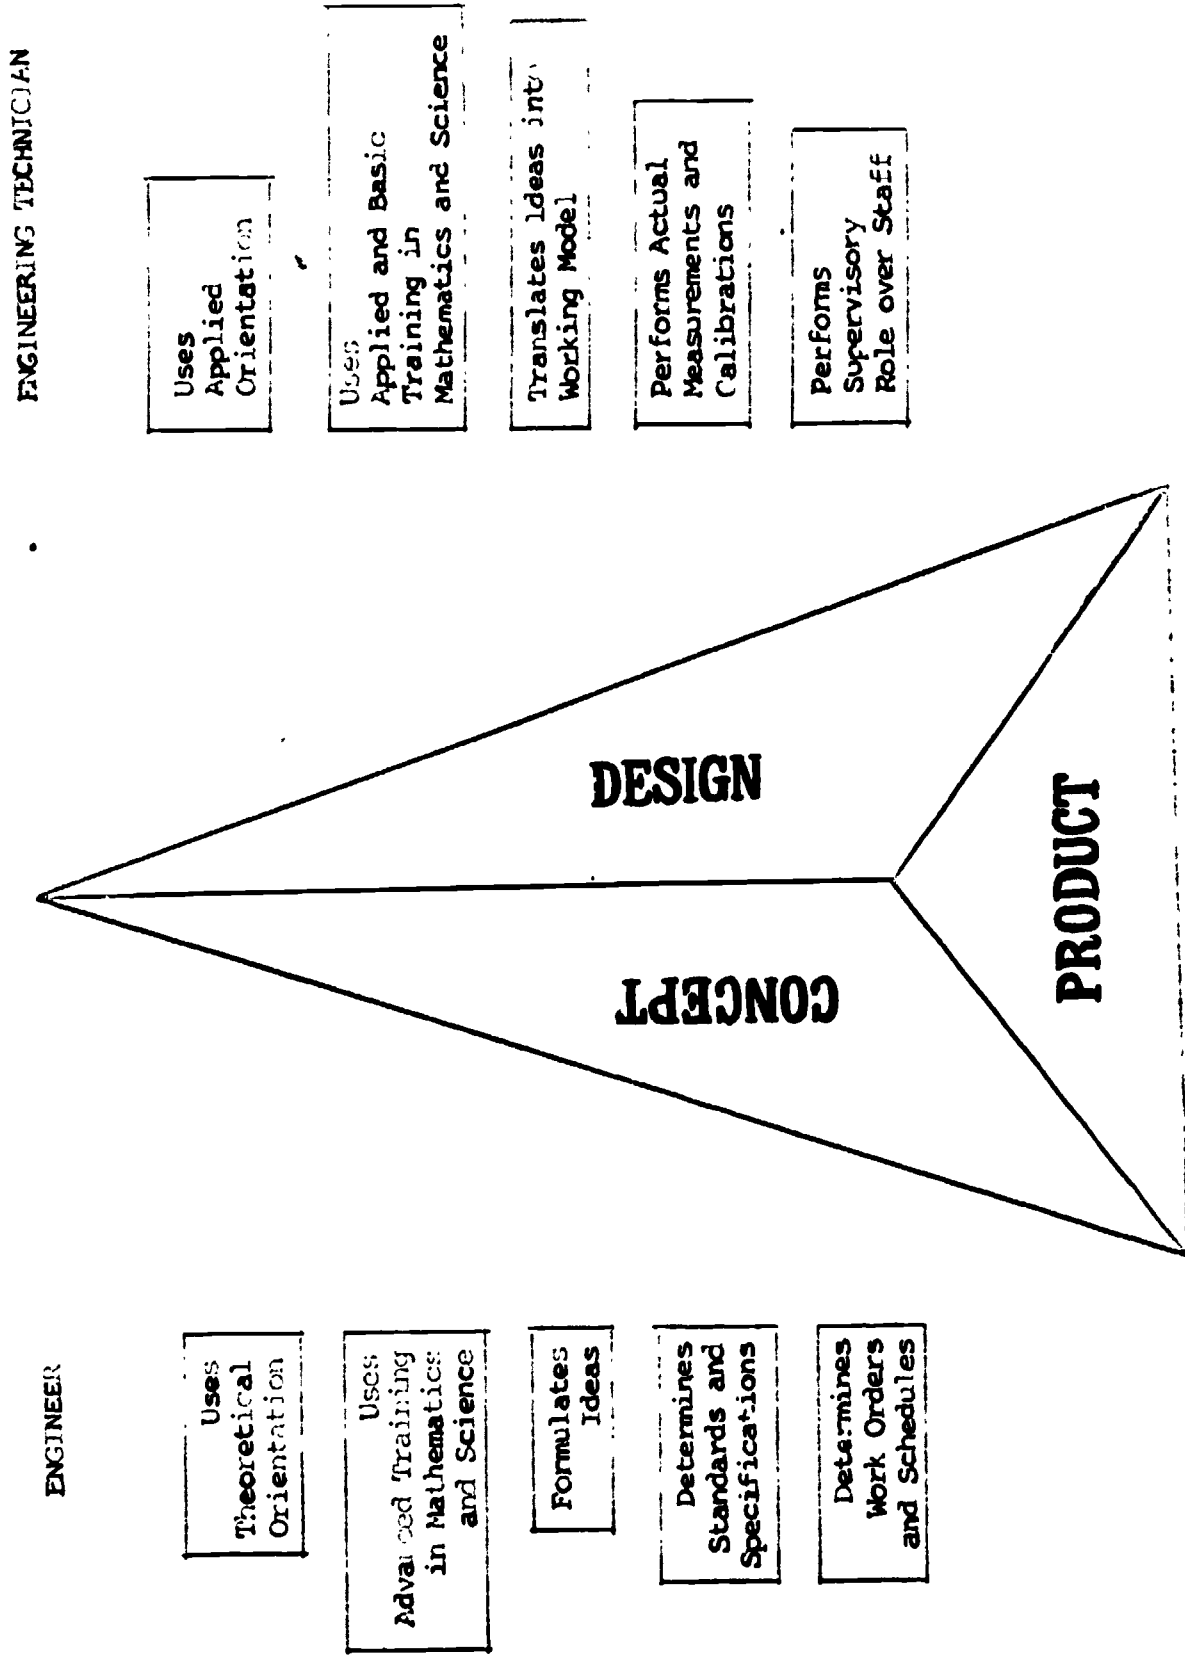 ENGINEER
Uses
Theoretical
Orientation
Uses
Advanced Training
in Mathematics
and Science
Formulates
Ideas
Determines
Standards and
Specifications
Determines
Work Orders
and Schedules
CONCEPT
DESIGN
PRODUCT
ENGINEERING TECHNICIAN
Uses
Applied
Orientation
Uses
Applied and Basic
Training in
Mathematics and Science
Translates Ideas into
Working Model
Performs Actual
Measurements and
Calibrations
Performs
Supervisory
Role over Staff